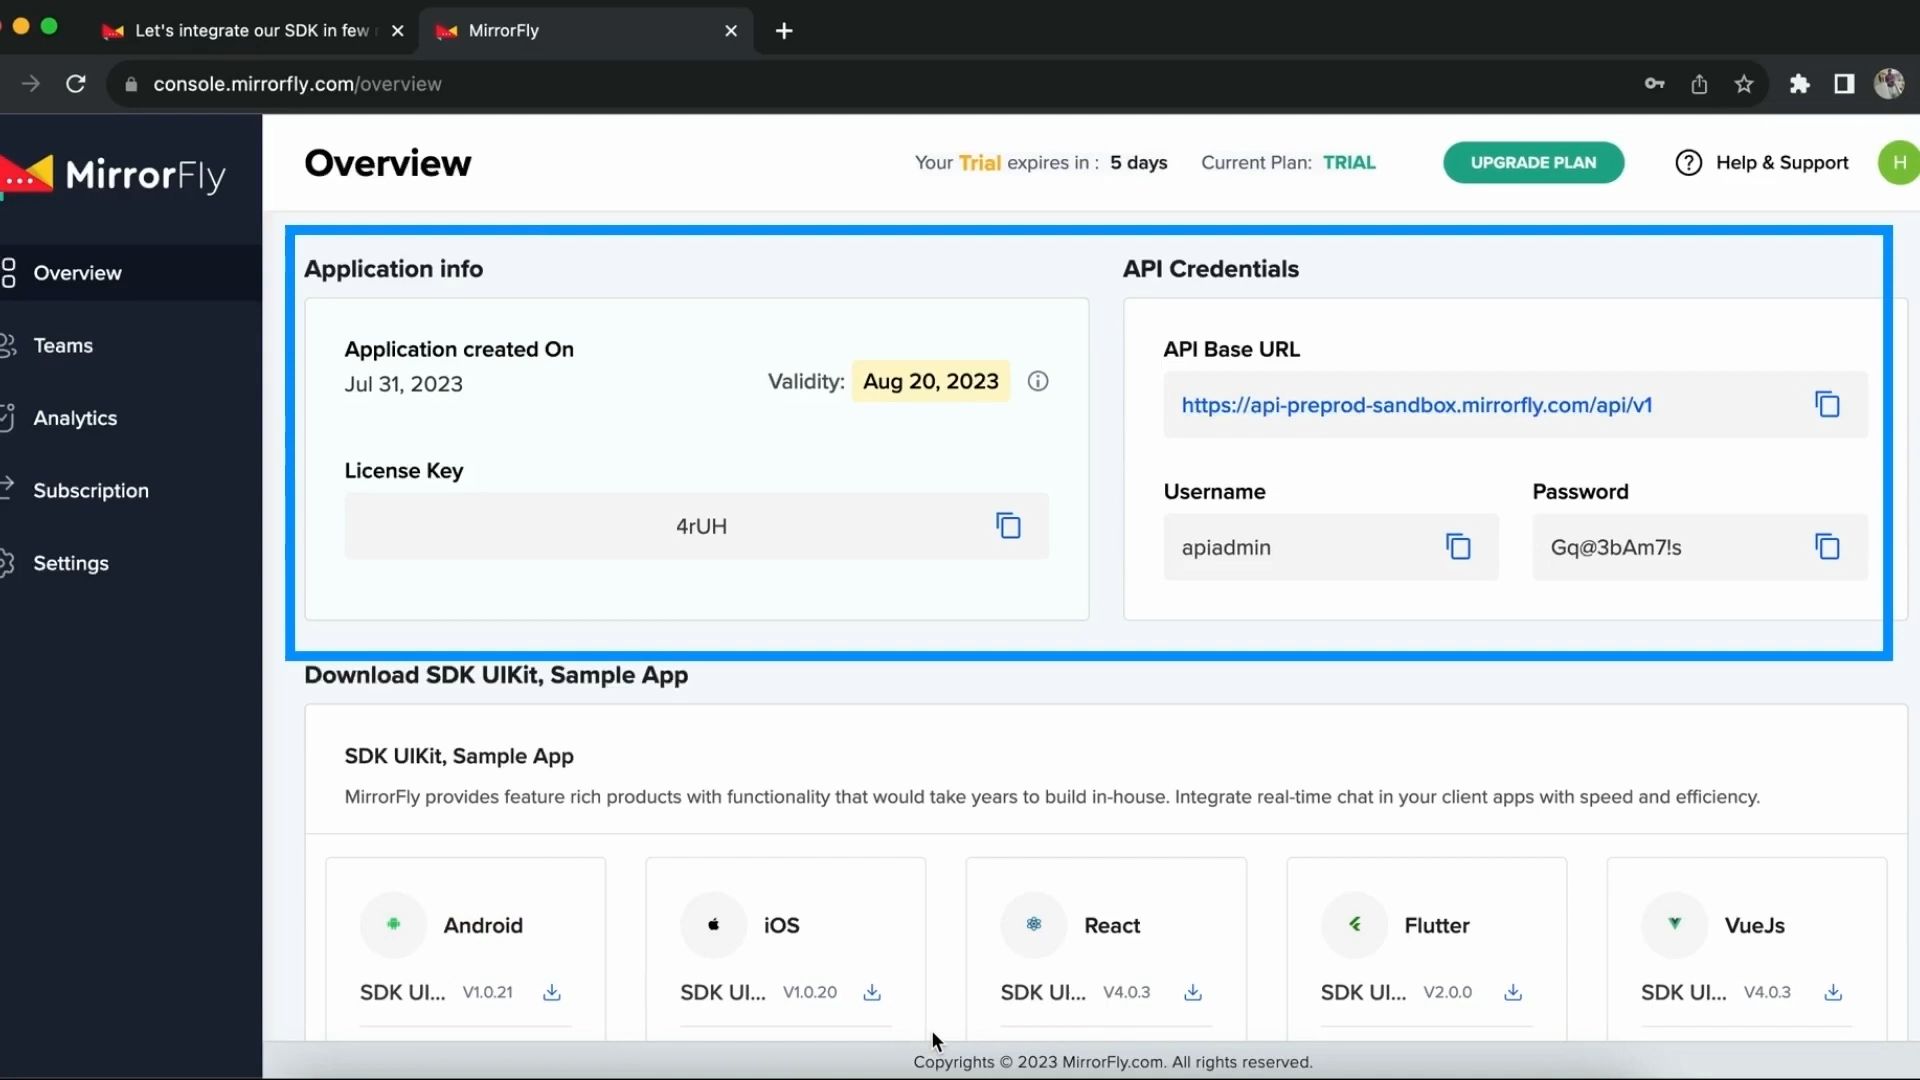 Let's integrate our SDK in few
MirrorFly
console.mirrorfly.com/overview
MirrorFly
Overview
Your Trial expires in : 5 days
Current Plan: TRIAL
UPGRADE PLAN
Help & Support
H
Overview
Teams
Analytics
Subscription
Settings
Application info
Application created On
Jul 31, 2023
Validity: Aug 20, 2023
License Key
4rUH
API Credentials
API Base URL
https://api-preprod-sandbox.mirrorfly.com/api/v1
Username
Password
apiadmin
Gq@3bAm7!s
Download SDK UIKit, Sample App
SDK UIKit, Sample App
MirrorFly provides feature rich products with functionality that would take years to build in-house. Integrate real-time chat in your client apps with speed and efficiency.
Android
SDK UI... V1.0.21
iOS
SDK UI... V1.0.20
React
SDK UI... V4.0.3
Flutter
SDK UI... V2.0.0
VueJs
SDK UI... V4.0.3
Copyrights © 2023 MirrorFly.com. All rights reserved.